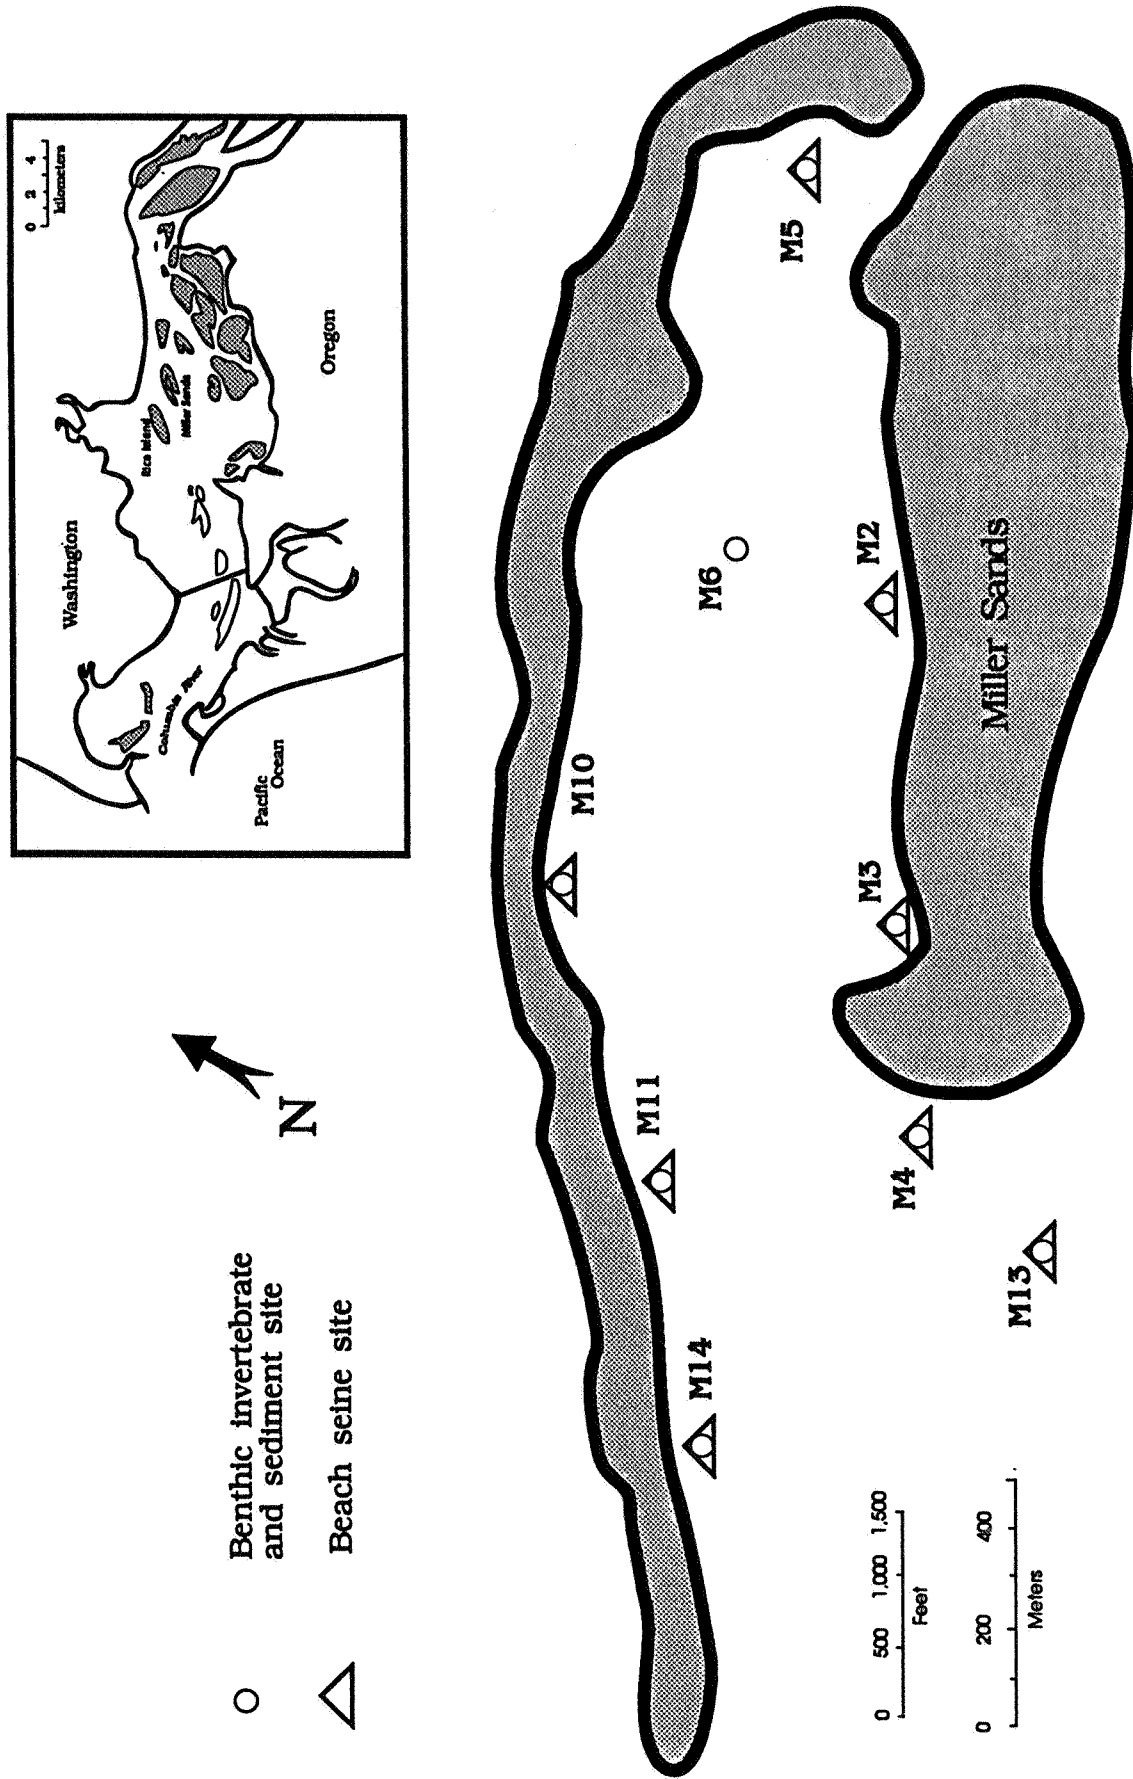 0 2 4
kilometers
Washington
Rice Island
Miller Sands
Oregon
Columbia River
Pacific
Ocean
N
Benthic invertebrate
and sediment site
Beach seine site
M5
M6
M2
M10
M3
M11
M4
M14
M13
Miller Sands
0 500 1,000 1,500
Feet
0 200 400
Meters